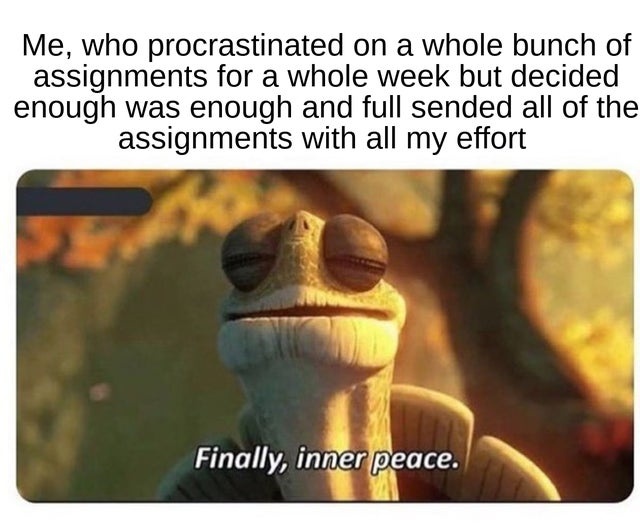 Me, who procrastinated on a whole bunch of
assignments for a whole week but decided
enough was enough and full sended all of the
assignments with all my effort
Finally, inner peace.